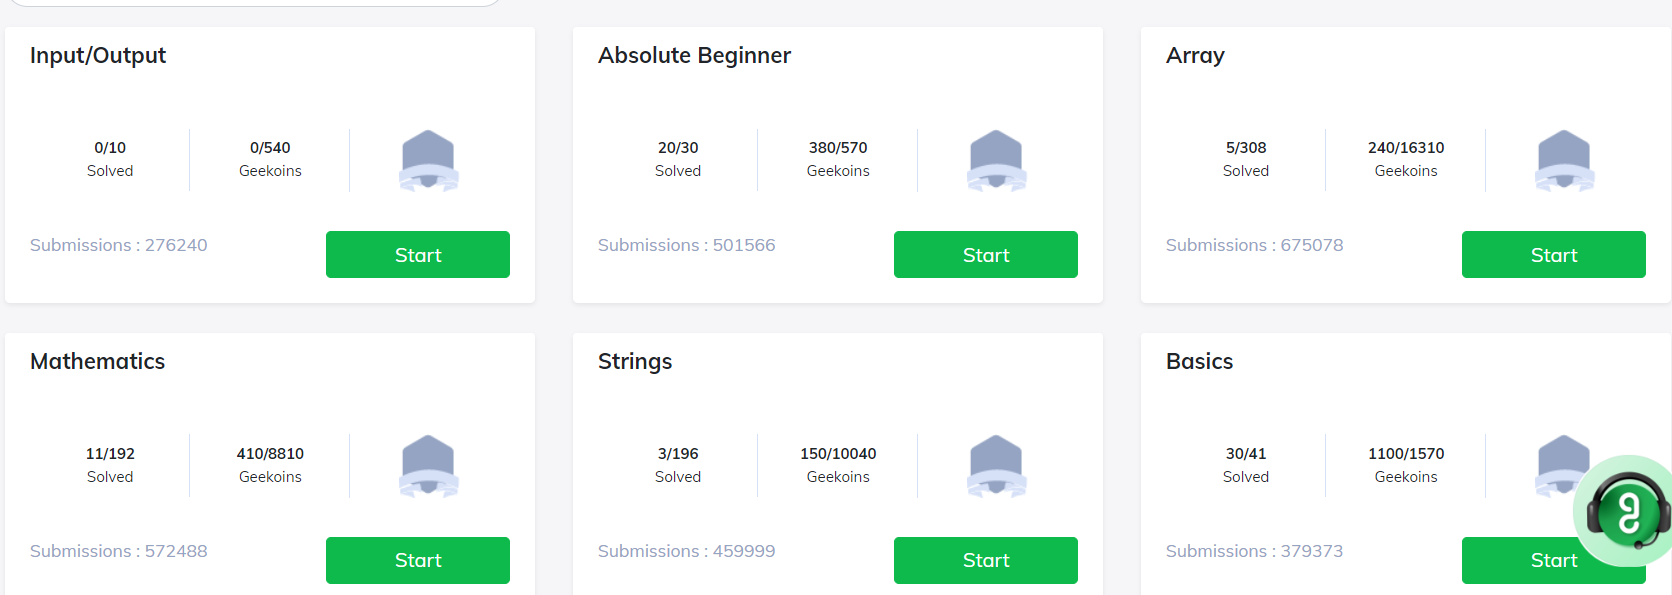 Input/Output
0/10
Solved
0/540
Geekoins
Submissions : 276240
Start
Absolute Beginner
20/30
Solved
380/570
Geekoins
Submissions : 501566
Start
Array
5/308
Solved
240/16310
Geekoins
Submissions : 675078
Start
Mathematics
11/192
Solved
410/8810
Geekoins
Submissions : 572488
Start
Strings
3/196
Solved
150/10040
Geekoins
Submissions : 459999
Start
Basics
30/41
Solved
1100/1570
Geekoins
Submissions : 379373
Start